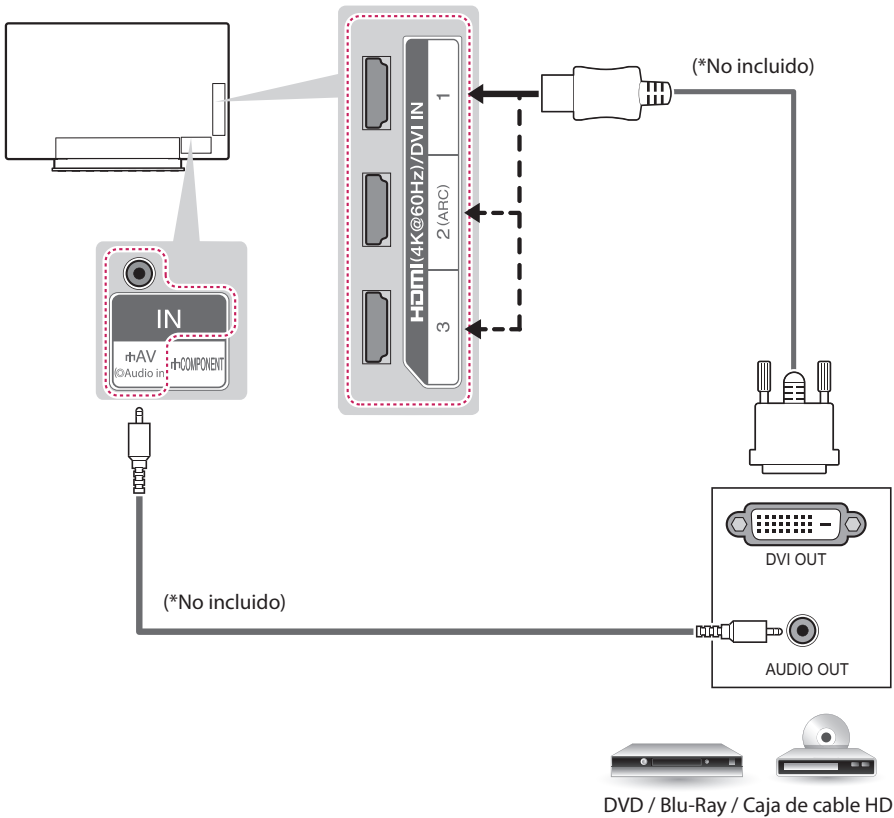 (*No incluido)
HDMI(4K@60Hz)/DVI IN
1
2 (ARC)
3
IN
AV
(◎Audio in
COMPONENT
(*No incluido)
DVI OUT
AUDIO OUT
DVD / Blu-Ray / Caja de cable HD